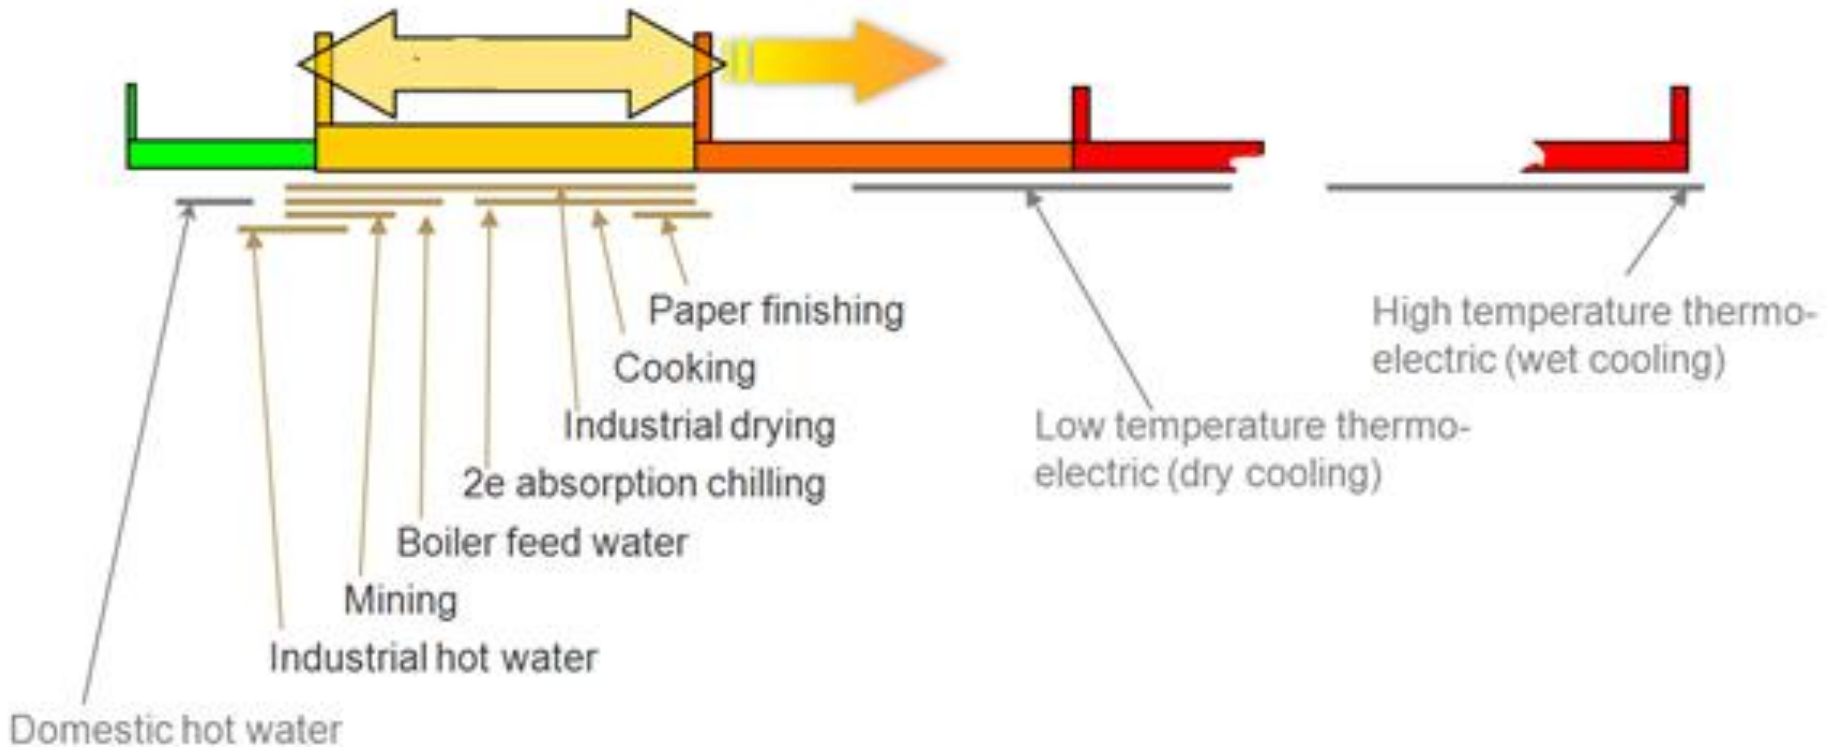 Paper finishing
Cooking
Industrial drying
2e absorption chilling
Boiler feed water
Mining
Industrial hot water
Domestic hot water
Low temperature thermo-
electric (dry cooling)
High temperature thermo-
electric (wet cooling)